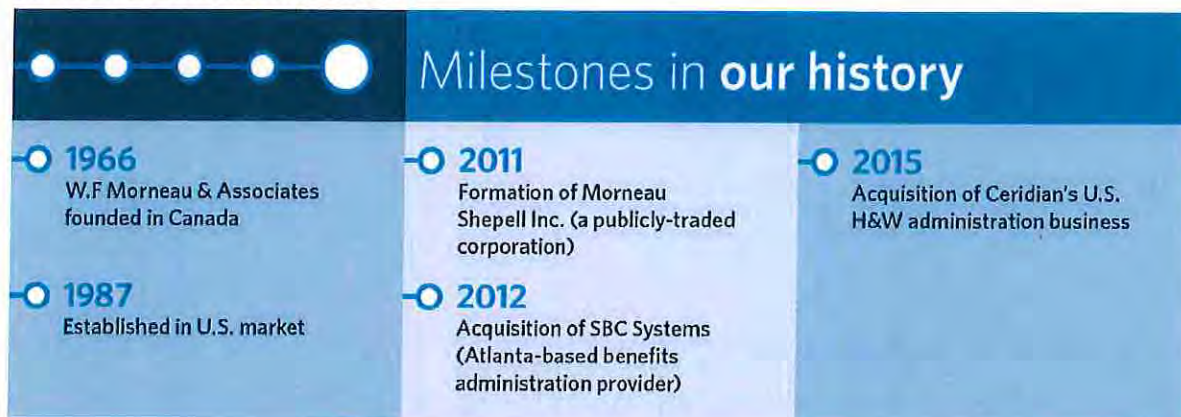 Milestones in our history
1966
W.F Morneau & Associates
founded in Canada
1987
Established in U.S. market
2011
Formation of Morneau
Shepell Inc. (a publicly-traded
corporation)
2012
Acquisition of SBC Systems
(Atlanta-based benefits
administration provider)
2015
Acquisition of Ceridian's U.S.
H&W administration business